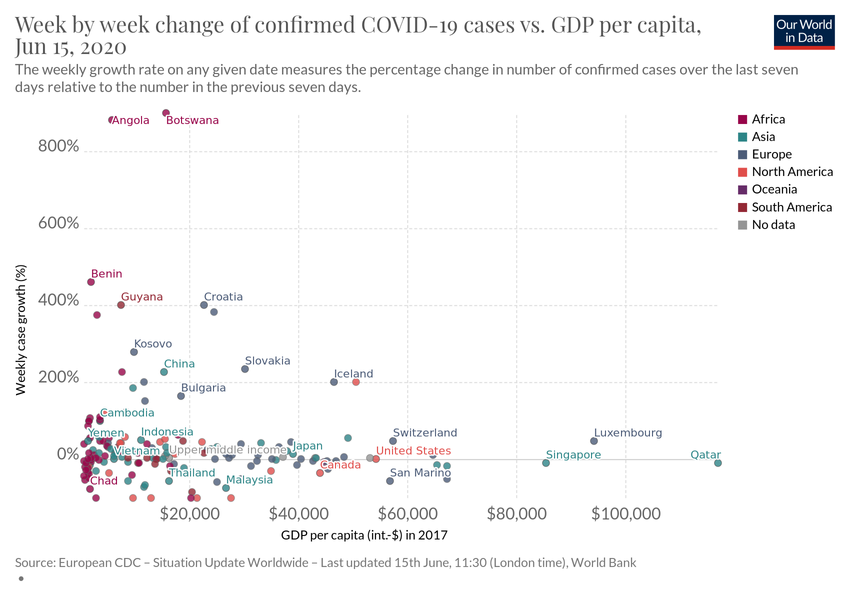 Week by week change of confirmed COVID-19 cases vs. GDP per capita,
Jun 15, 2020
Our World
in Data
The weekly growth rate on any given date measures the percentage change in number of confirmed cases over the last seven
days relative to the number in the previous seven days.
Angola
Botswana
Africa
Asia
Europe
North America
Oceania
South America
No data
800%
600%
Benin
Guyana
Croatia
400%
Kosovo
China
Slovakia
Iceland
200%
Bulgaria
Cambodia
Yemen
Indonesia
Switzerland
Luxembourg
Vietnam
Upper middle income
Japan
United States
Singapore
Qatar
0%
Canada
Thailand
San Marino
Chad
Malaysia
Weekly case growth (%)
$20,000
$40,000
$60,000
$80,000
$100,000
GDP per capita (int.-$) in 2017
Source: European CDC – Situation Update Worldwide – Last updated 15th June, 11:30 (London time), World Bank